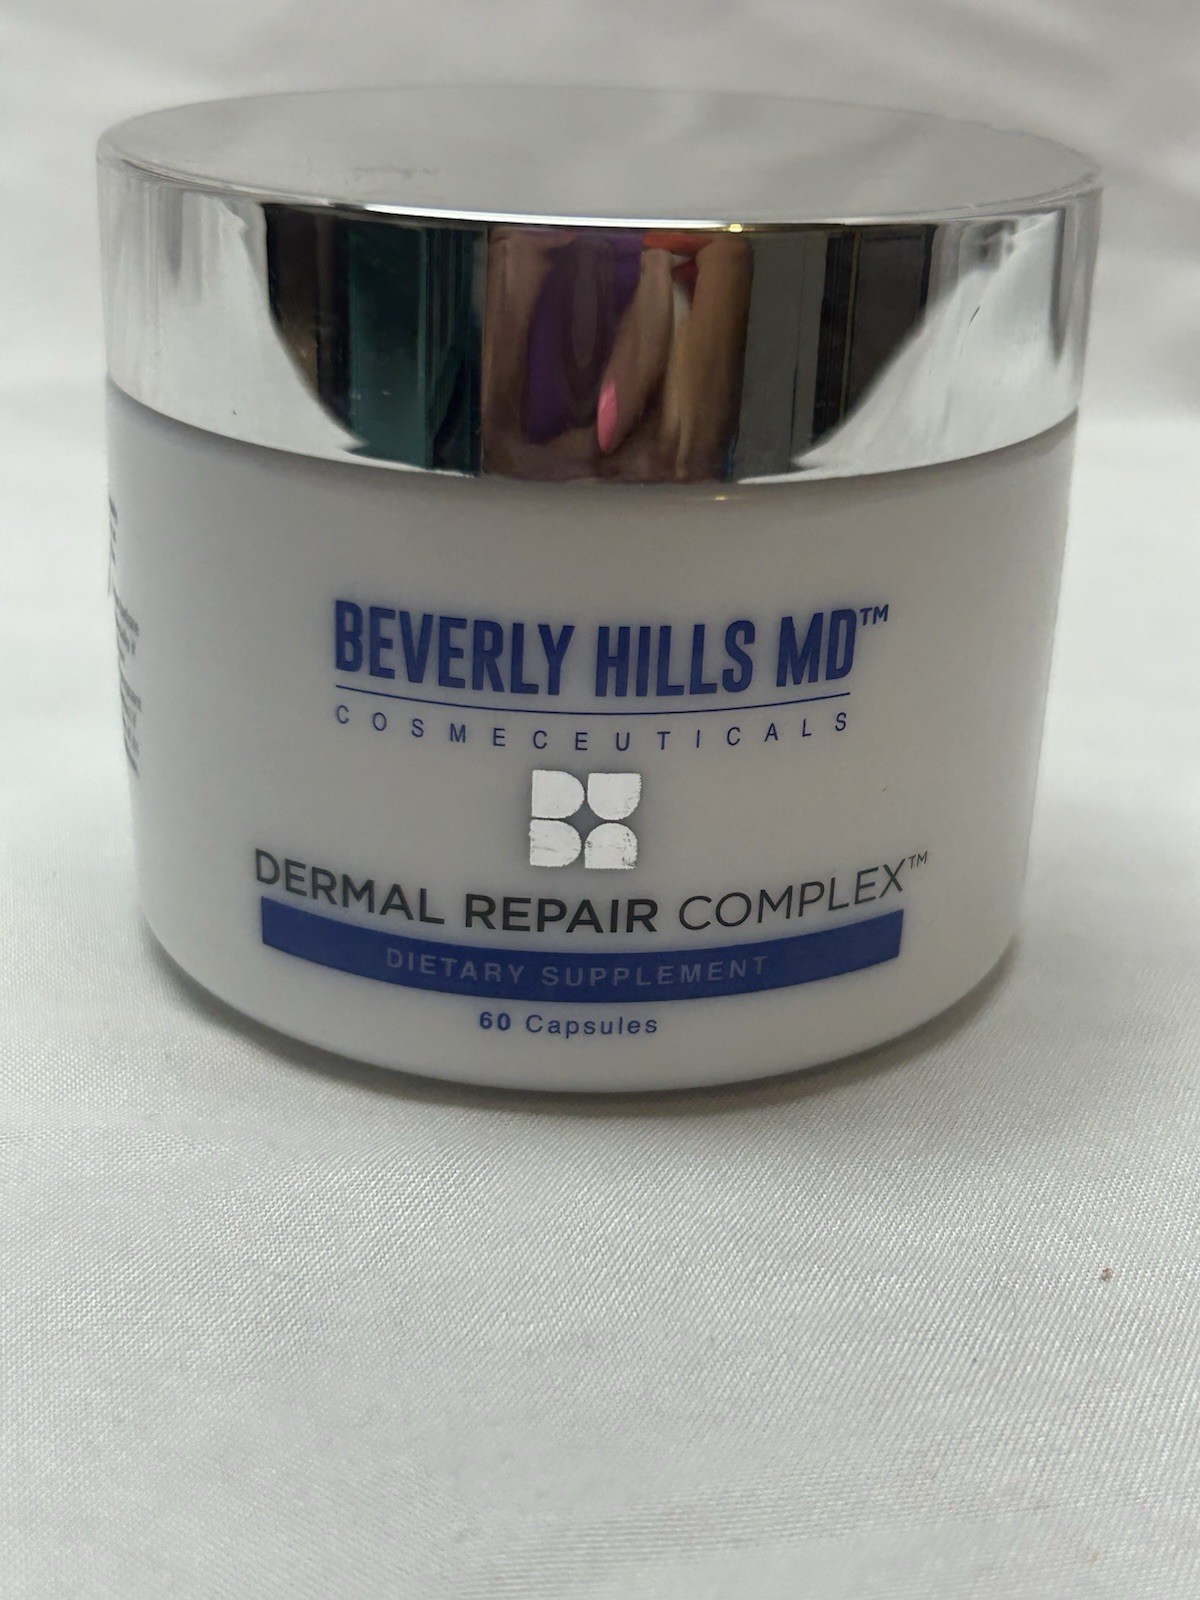 BEVERLY HILLS MD™
COSMECEUTICALS
DERMAL REPAIR COMPLEX™
DIETARY SUPPLEMENT
60 Capsules